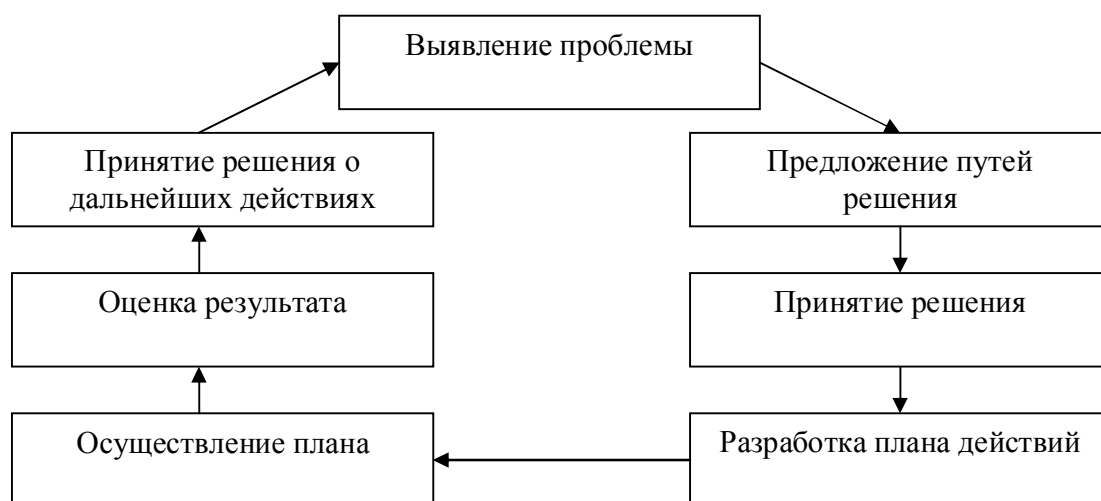 Выявление проблемы
Принятие решения о
дальнейших действиях
Предложение путей
решения
Оценка результата
Принятие решения
Осуществление плана
Разработка плана действий